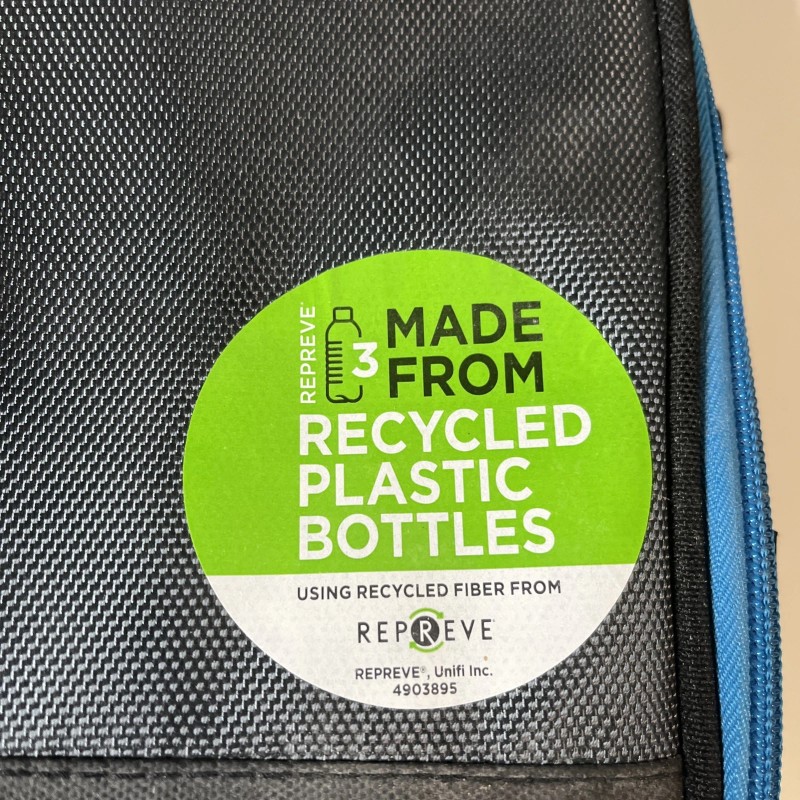 REPREVE®
3
MADE
FROM
RECYCLED
PLASTIC
BOTTLES
USING RECYCLED FIBER FROM
REPREVE
REPREVE®, Unifi Inc.
4903895